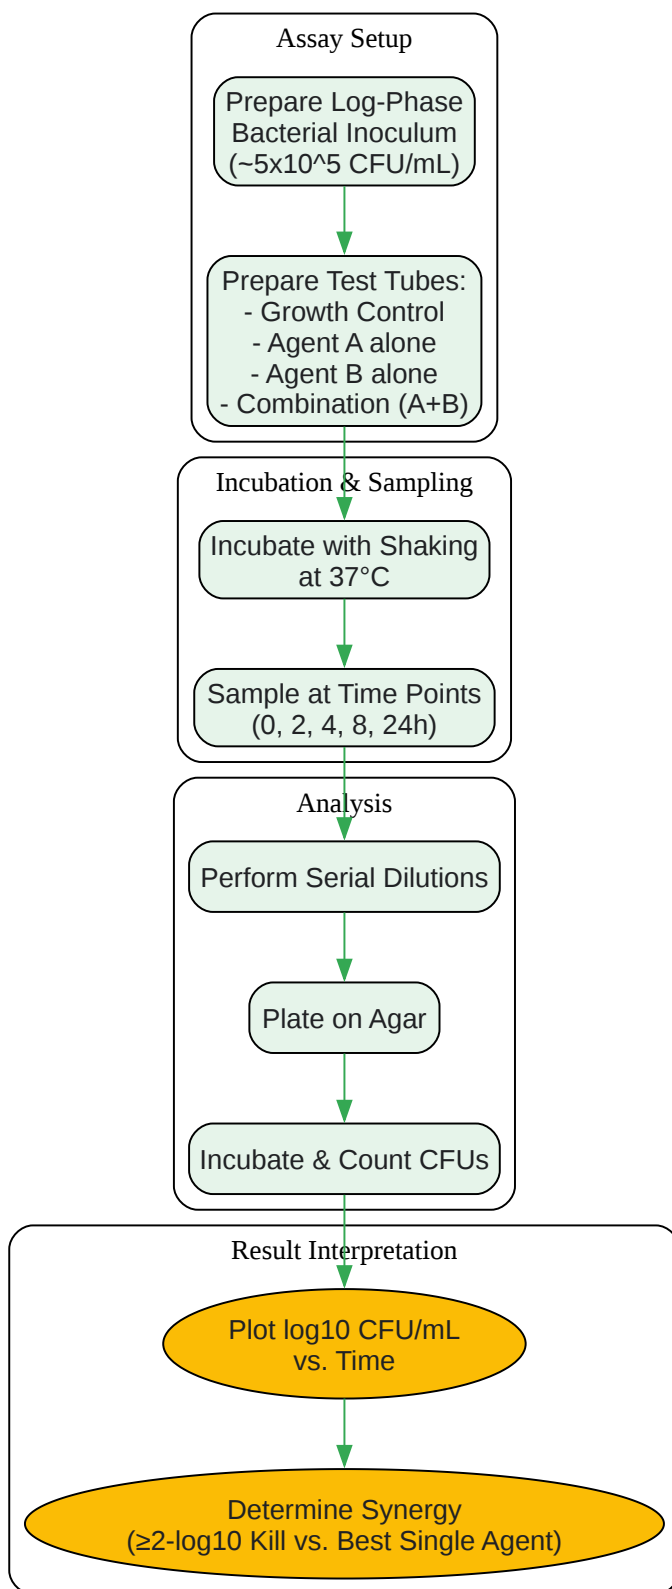 Assay Setup
Prepare Log-Phase
Bacterial Inoculum
(~5x10^5 CFU/mL)
Prepare Test Tubes:
- Growth Control
- Agent A alone
- Agent B alone
- Combination (A+B)
Incubation & Sampling
Incubate with Shaking
at 37°C
Sample at Time Points
(0, 2, 4, 8, 24h)
Analysis
Perform Serial Dilutions
Plate on Agar
Incubate & Count CFUs
Result Interpretation
Plot log10 CFU/mL
vs. Time
Determine Synergy
(≥2-log10 Kill vs. Best Single Agent)